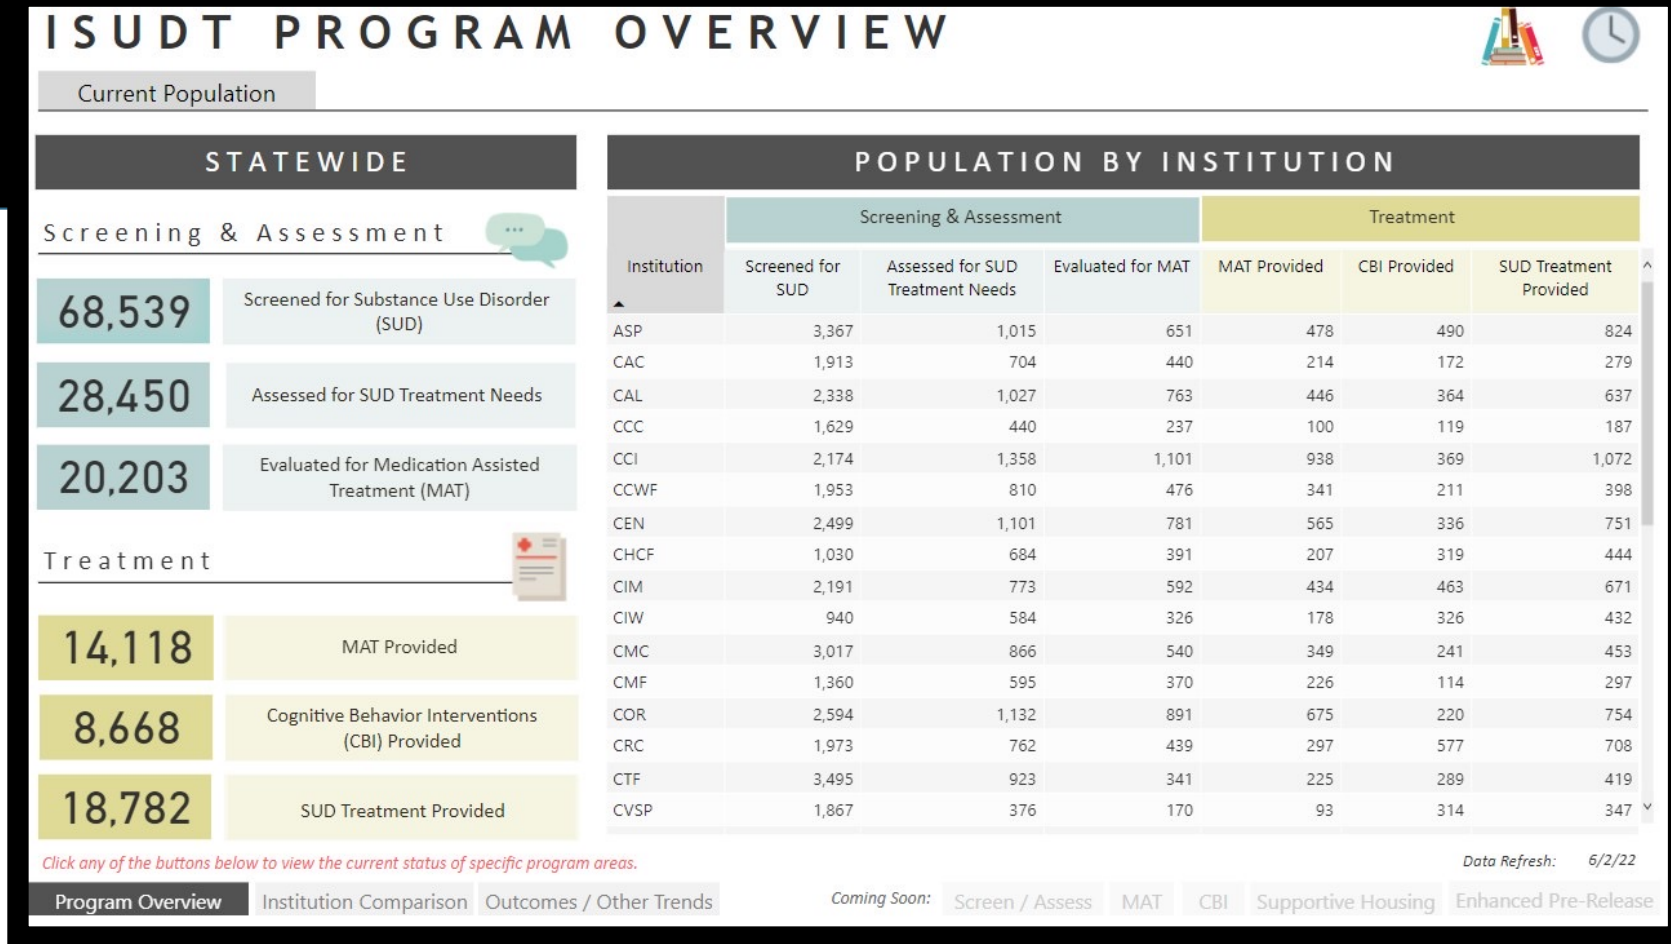 ISUDT PROGRAM OVERVIEW
Current Population
STATEWIDE
Screening & Assessment
...
68,539 Screened for Substance Use Disorder
(SUD)
28,450 Assessed for SUD Treatment Needs
20,203 Evaluated for Medication Assisted
Treatment (MAT)
Treatment
14,118 MAT Provided
8,668 Cognitive Behavior Interventions
(CBI) Provided
18,782 SUD Treatment Provided
POPULATION BY INSTITUTION
Screening & Assessment Treatment
Institution Screened for Assessed for SUD Evaluated for MAT MAT Provided CBI Provided SUD Treatment
SUD Treatment Needs Provided
ASP 3,367 1,015 651 478 490 824
CAC 1,913 704 440 214 172 279
CAL 2,338 1,027 763 446 364 637
CCC 1,629 440 237 100 119 187
CCI 2,174 1,358 1,101 938 369 1,072
CCWF 1,953 810 476 341 211 398
CEN 2,499 1,101 781 565 336 751
CHCF 1,030 684 391 207 319 444
CIM 2,191 773 592 434 463 671
CIW 940 584 326 178 326 432
CMC 3,017 866 540 349 241 453
CMF 1,360 595 370 226 114 297
COR 2,594 1,132 891 675 220 754
CRC 1,973 762 439 297 577 708
CTF 3,495 923 341 225 289 419
CVSP 1,867 376 170 93 314 347
Click any of the buttons below to view the current status of specific program areas.
Data Refresh: 6/2/22
Program Overview Institution Comparison Outcomes / Other Trends Coming Soon: Screen / Assess MAT CBI Supportive Housing Enhanced Pre-Release